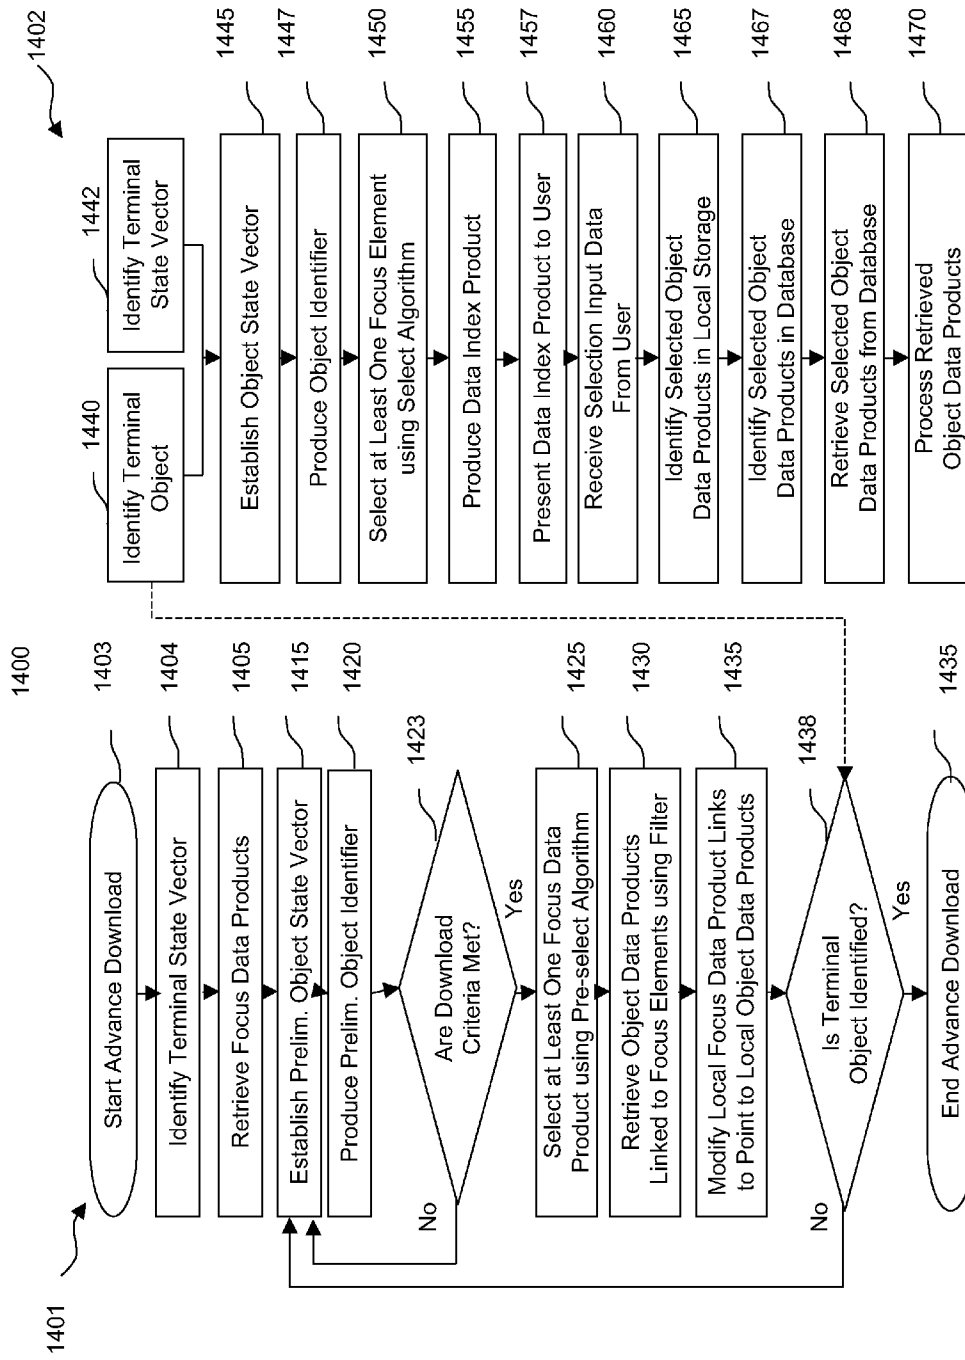 1400
1401
Start Advance Download
1403
Identify Terminal State Vector
1404
Retrieve Focus Data Products
1405
Establish Prelim. Object State Vector
1415
Produce Prelim. Object Identifier
1420
Are Download
Criteria Met?
1423
No
Yes
Select at Least One Focus Data
Product using Pre-select Algorithm
1425
Retrieve Object Data Products
Linked to Focus Elements using Filter
1430
Modify Local Focus Data Product Links
to Point to Local Object Data Products
1435
Is Terminal
Object Identified?
1438
No
Yes
End Advance Download
1435
1402
1440
Identify Terminal
Object
1442
Identify Terminal
State Vector
Establish Object State Vector
1445
Produce Object Identifier
1447
Select at Least One Focus Element
using Select Algorithm
1450
Produce Data Index Product
1455
Present Data Index Product to User
1457
Receive Selection Input Data
From User
1460
Identify Selected Object
Data Products in Local Storage
1465
Identify Selected Object
Data Products in Database
1467
Retrieve Selected Object
Data Products from Database
1468
Process Retrieved
Object Data Products
1470